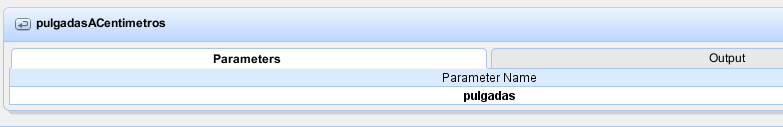 pulgadasACentimetros
Parameters Output
Parameter Name
pulgadas